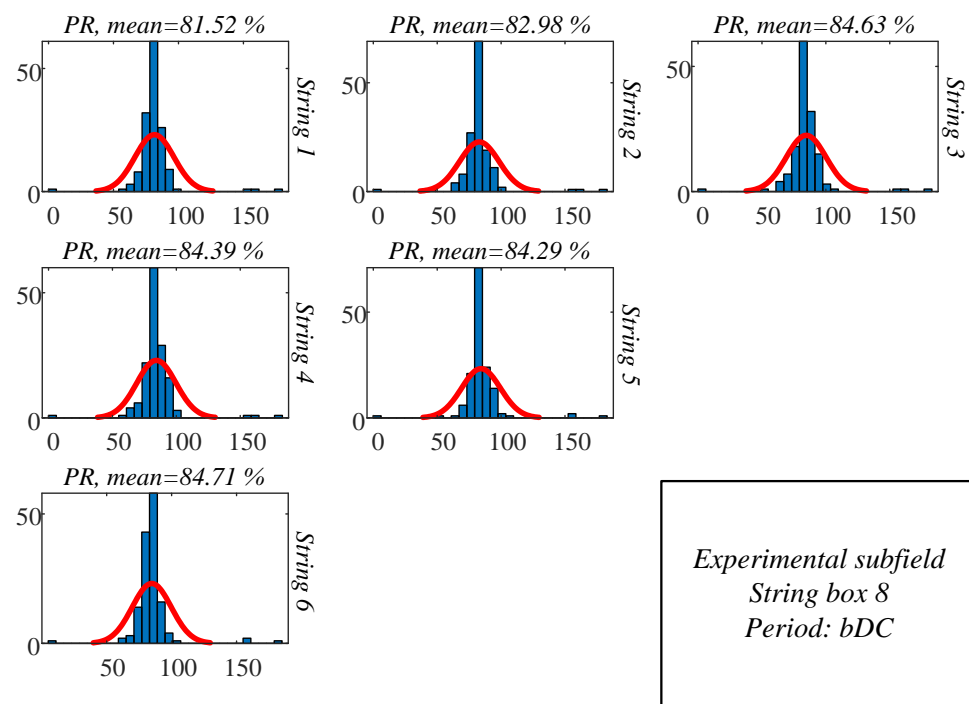 PR, mean=81.52 %
50
0
0 50 100 150
String 1
PR, mean=82.98 %
50
0
0 50 100 150
String 2
PR, mean=84.63 %
50
0
0 50 100 150
String 3
PR, mean=84.39 %
50
0
0 50 100 150
String 4
PR, mean=84.29 %
50
0
0 50 100 150
String 5
PR, mean=84.71 %
50
0
50 100 150
String 6
Experimental subfield
String box 8
Period: bDC